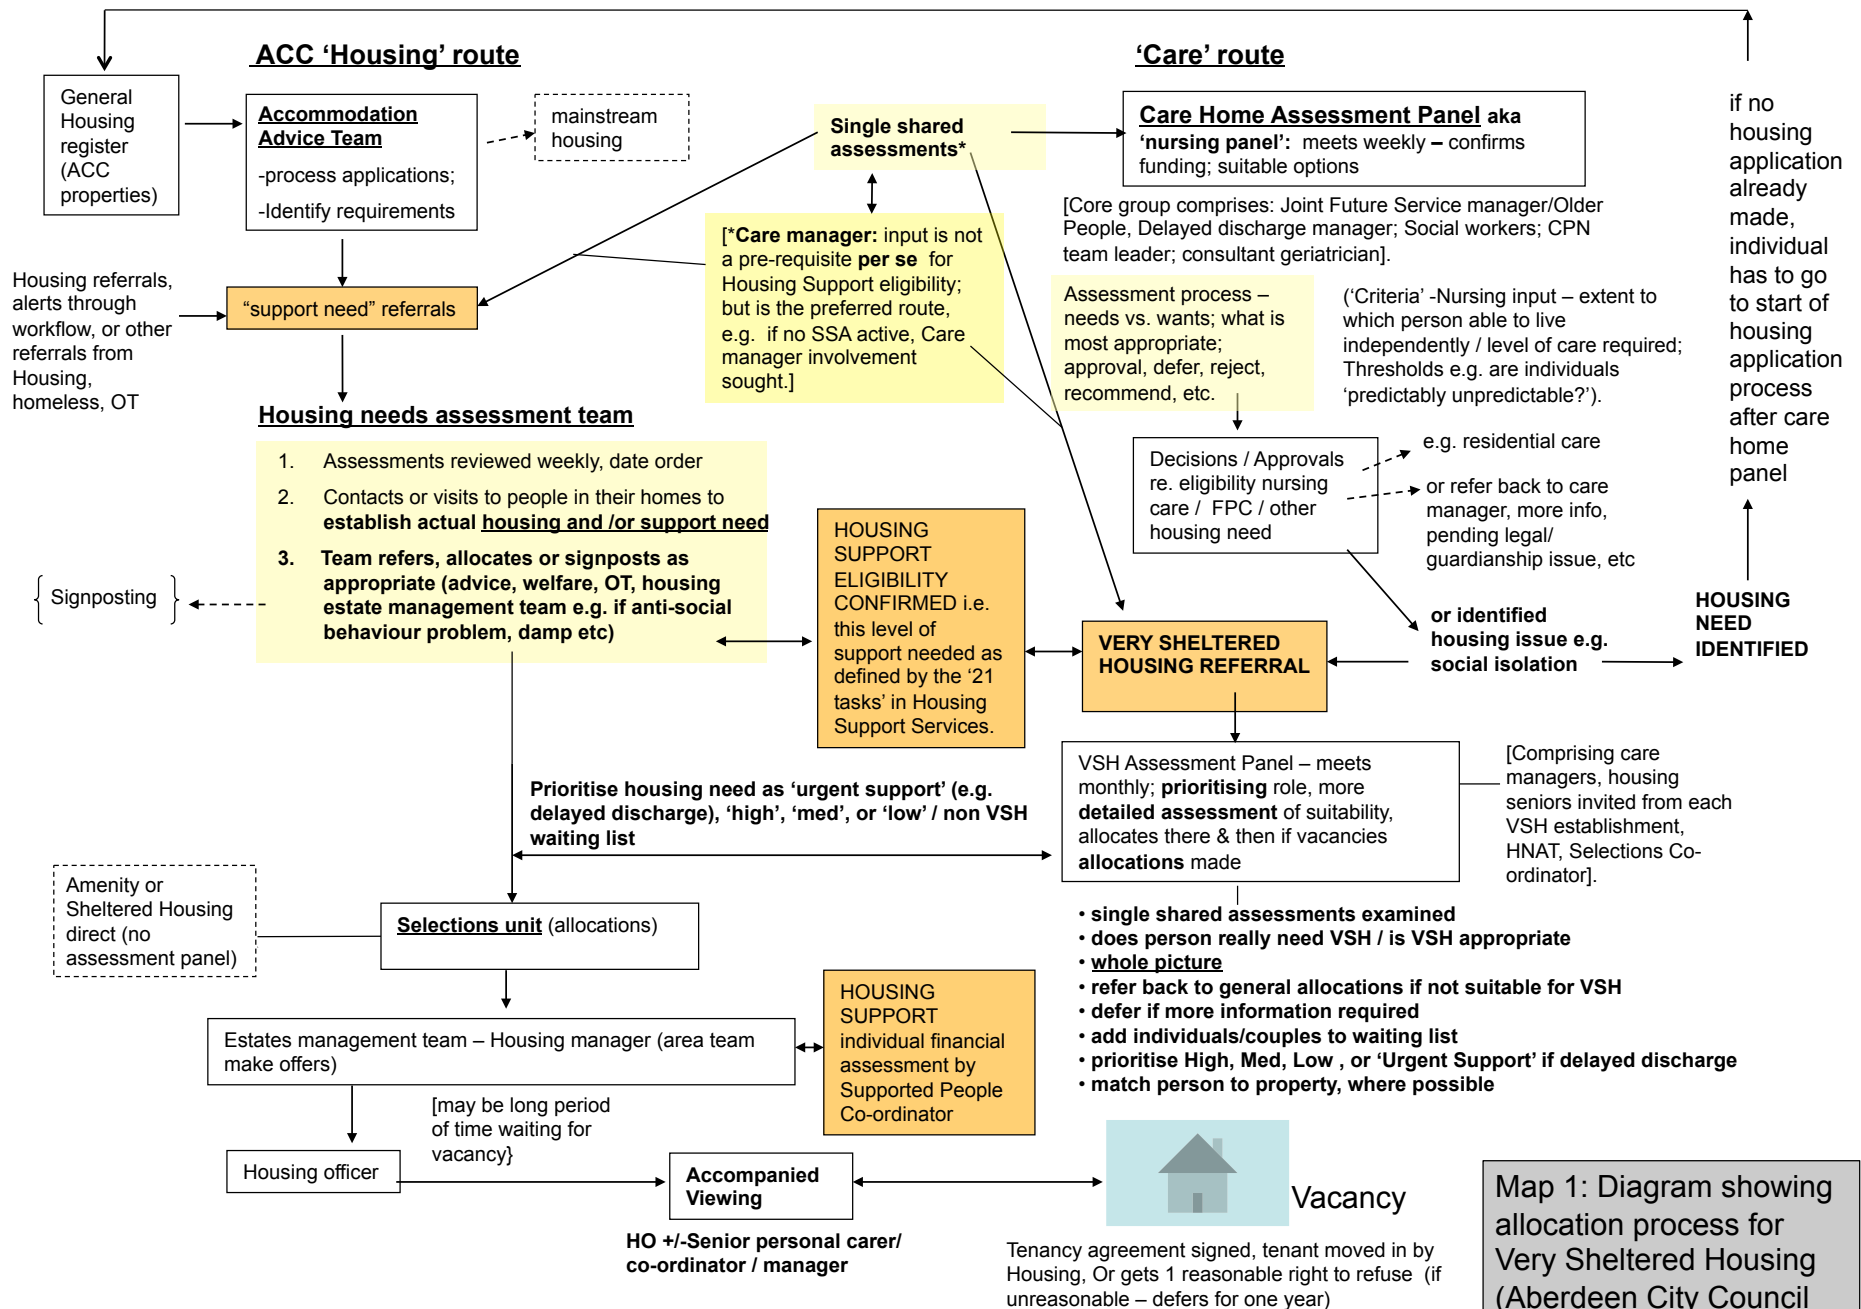 ACC ‘Housing’ route
‘Care’ route
General
Housing
register
(ACC
properties)
Accommodation
Advice Team
-process applications;
-Identify requirements
mainstream
housing
Single shared
assessments*
Care Home Assessment Panel aka
‘nursing panel’: meets weekly – confirms
funding; suitable options
if no
housing
application
already
made,
individual
has to go
to start of
housing
application
process
after care
home
panel
[Core group comprises: Joint Future Service manager/Older
People, Delayed discharge manager; Social workers; CPN
team leader; consultant geriatrician].
[*Care manager: input is not
a pre-requisite per se for
Housing Support eligibility;
but is the preferred route,
e.g. if no SSA active, Care
manager involvement
sought.]
Housing referrals,
alerts through
workflow, or other
referrals from
Housing,
homeless, OT
“support need” referrals
Assessment process –
needs vs. wants; what is
most appropriate;
approval, defer, reject,
recommend, etc.
(‘Criteria’ -Nursing input – extent to
which person able to live
independently / level of care required;
Thresholds e.g. are individuals
‘predictably unpredictable?’).
Housing needs assessment team
1. Assessments reviewed weekly, date order
2. Contacts or visits to people in their homes to
establish actual housing and /or support need
3. Team refers, allocates or signposts as
appropriate (advice, welfare, OT, housing
estate management team e.g. if anti-social
behaviour problem, damp etc)
Signposting
Decisions / Approvals
re. eligibility nursing
care / FPC / other
housing need
e.g. residential care
or refer back to care
manager, more info,
pending legal/
guardianship issue, etc
HOUSING
SUPPORT
ELIGIBILITY
CONFIRMED i.e.
this level of
support needed as
defined by the ‘21
tasks’ in Housing
Support Services.
VERY SHELTERED
HOUSING REFERRAL
or identified
housing issue e.g.
social isolation
HOUSING
NEED
IDENTIFIED
Prioritise housing need as ‘urgent support’ (e.g.
delayed discharge), ‘high’, ‘med’, or ‘low’ / non VSH
waiting list
VSH Assessment Panel – meets
monthly; prioritising role, more
detailed assessment of suitability,
allocates there & then if vacancies
allocations made
[Comprising care
managers, housing
seniors invited from each
VSH establishment,
HNAT, Selections Co-
ordinator].
Amenity or
Sheltered Housing
direct (no
assessment panel)
Selections unit (allocations)
• single shared assessments examined
• does person really need VSH / is VSH appropriate
• whole picture
• refer back to general allocations if not suitable for VSH
• defer if more information required
• add individuals/couples to waiting list
• prioritise High, Med, Low , or ‘Urgent Support’ if delayed discharge
• match person to property, where possible
Estates management team – Housing manager (area team
make offers)
HOUSING
SUPPORT
individual financial
assessment by
Supported People
Co-ordinator
[may be long period
of time waiting for
vacancy}
Housing officer
Accompanied
Viewing
Vacancy
HO +/-Senior personal carer/
co-ordinator / manager
Tenancy agreement signed, tenant moved in by
Housing, Or gets 1 reasonable right to refuse (if
unreasonable – defers for one year)
Map 1: Diagram showing
allocation process for
Very Sheltered Housing
(Aberdeen City Council